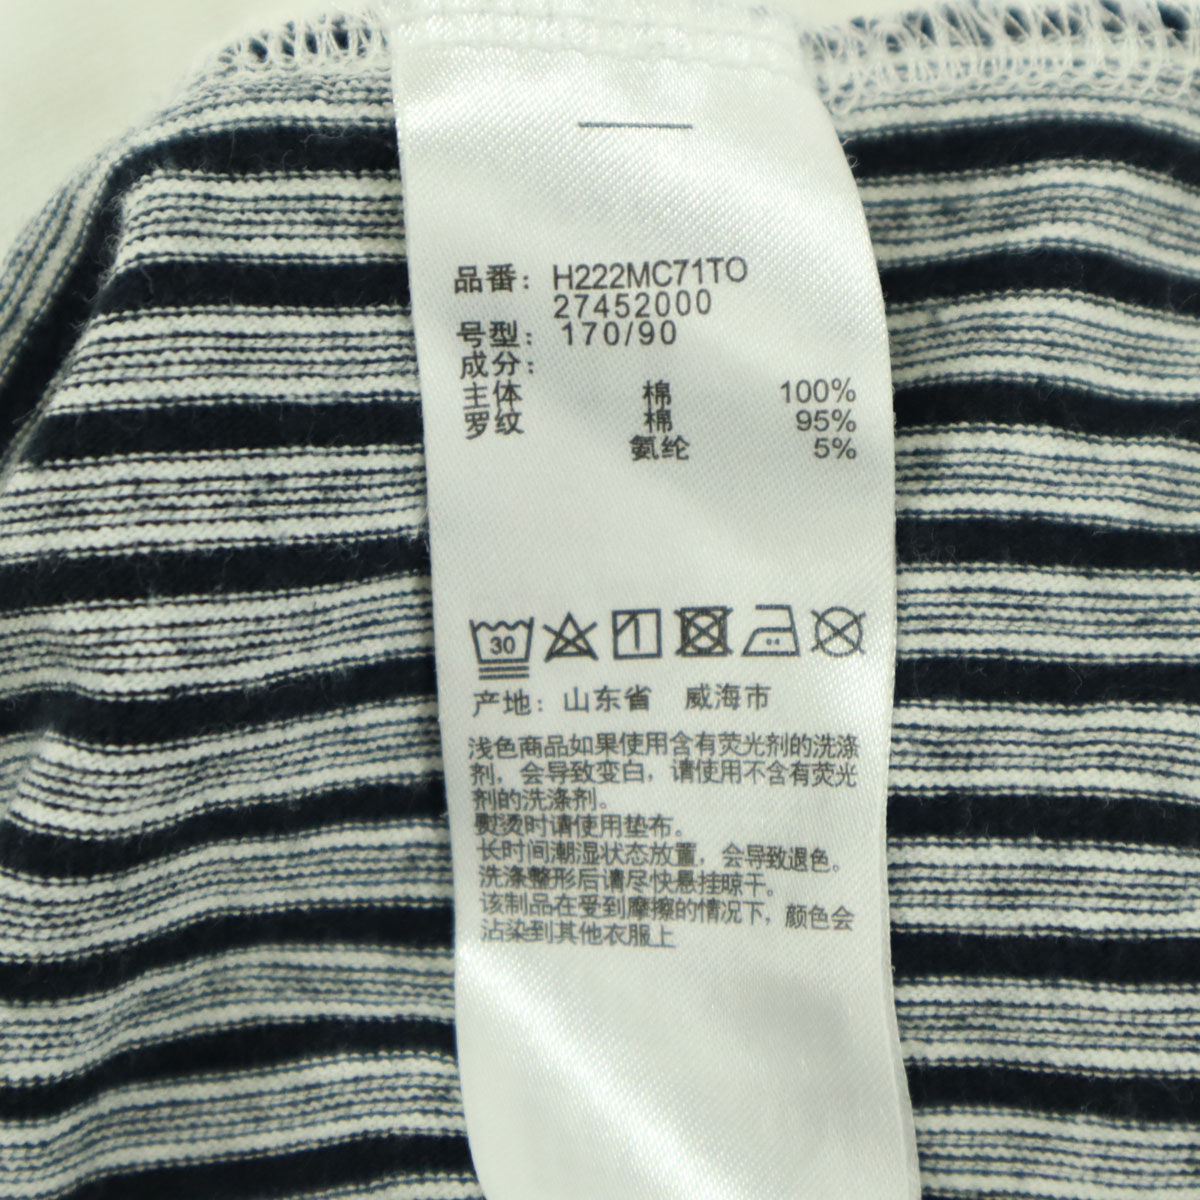 品番: H222MC71TO
27452000
号型: 170/90
成分:
主体 棉 100%
罗纹 棉 95%
氨纶 5%
30
产地: 山东省 威海市
浅色商品如果使用含有荧光剂的洗涤
剂，会导致变白，请使用不含有荧光
剂的洗涤剂。
熨烫时请使用垫布。
长时间潮湿状态放置，会导致退色。
洗涤整形后请尽快悬挂晾干。
该制品在受到摩擦的情况下，颜色会
沾染到其他衣服上